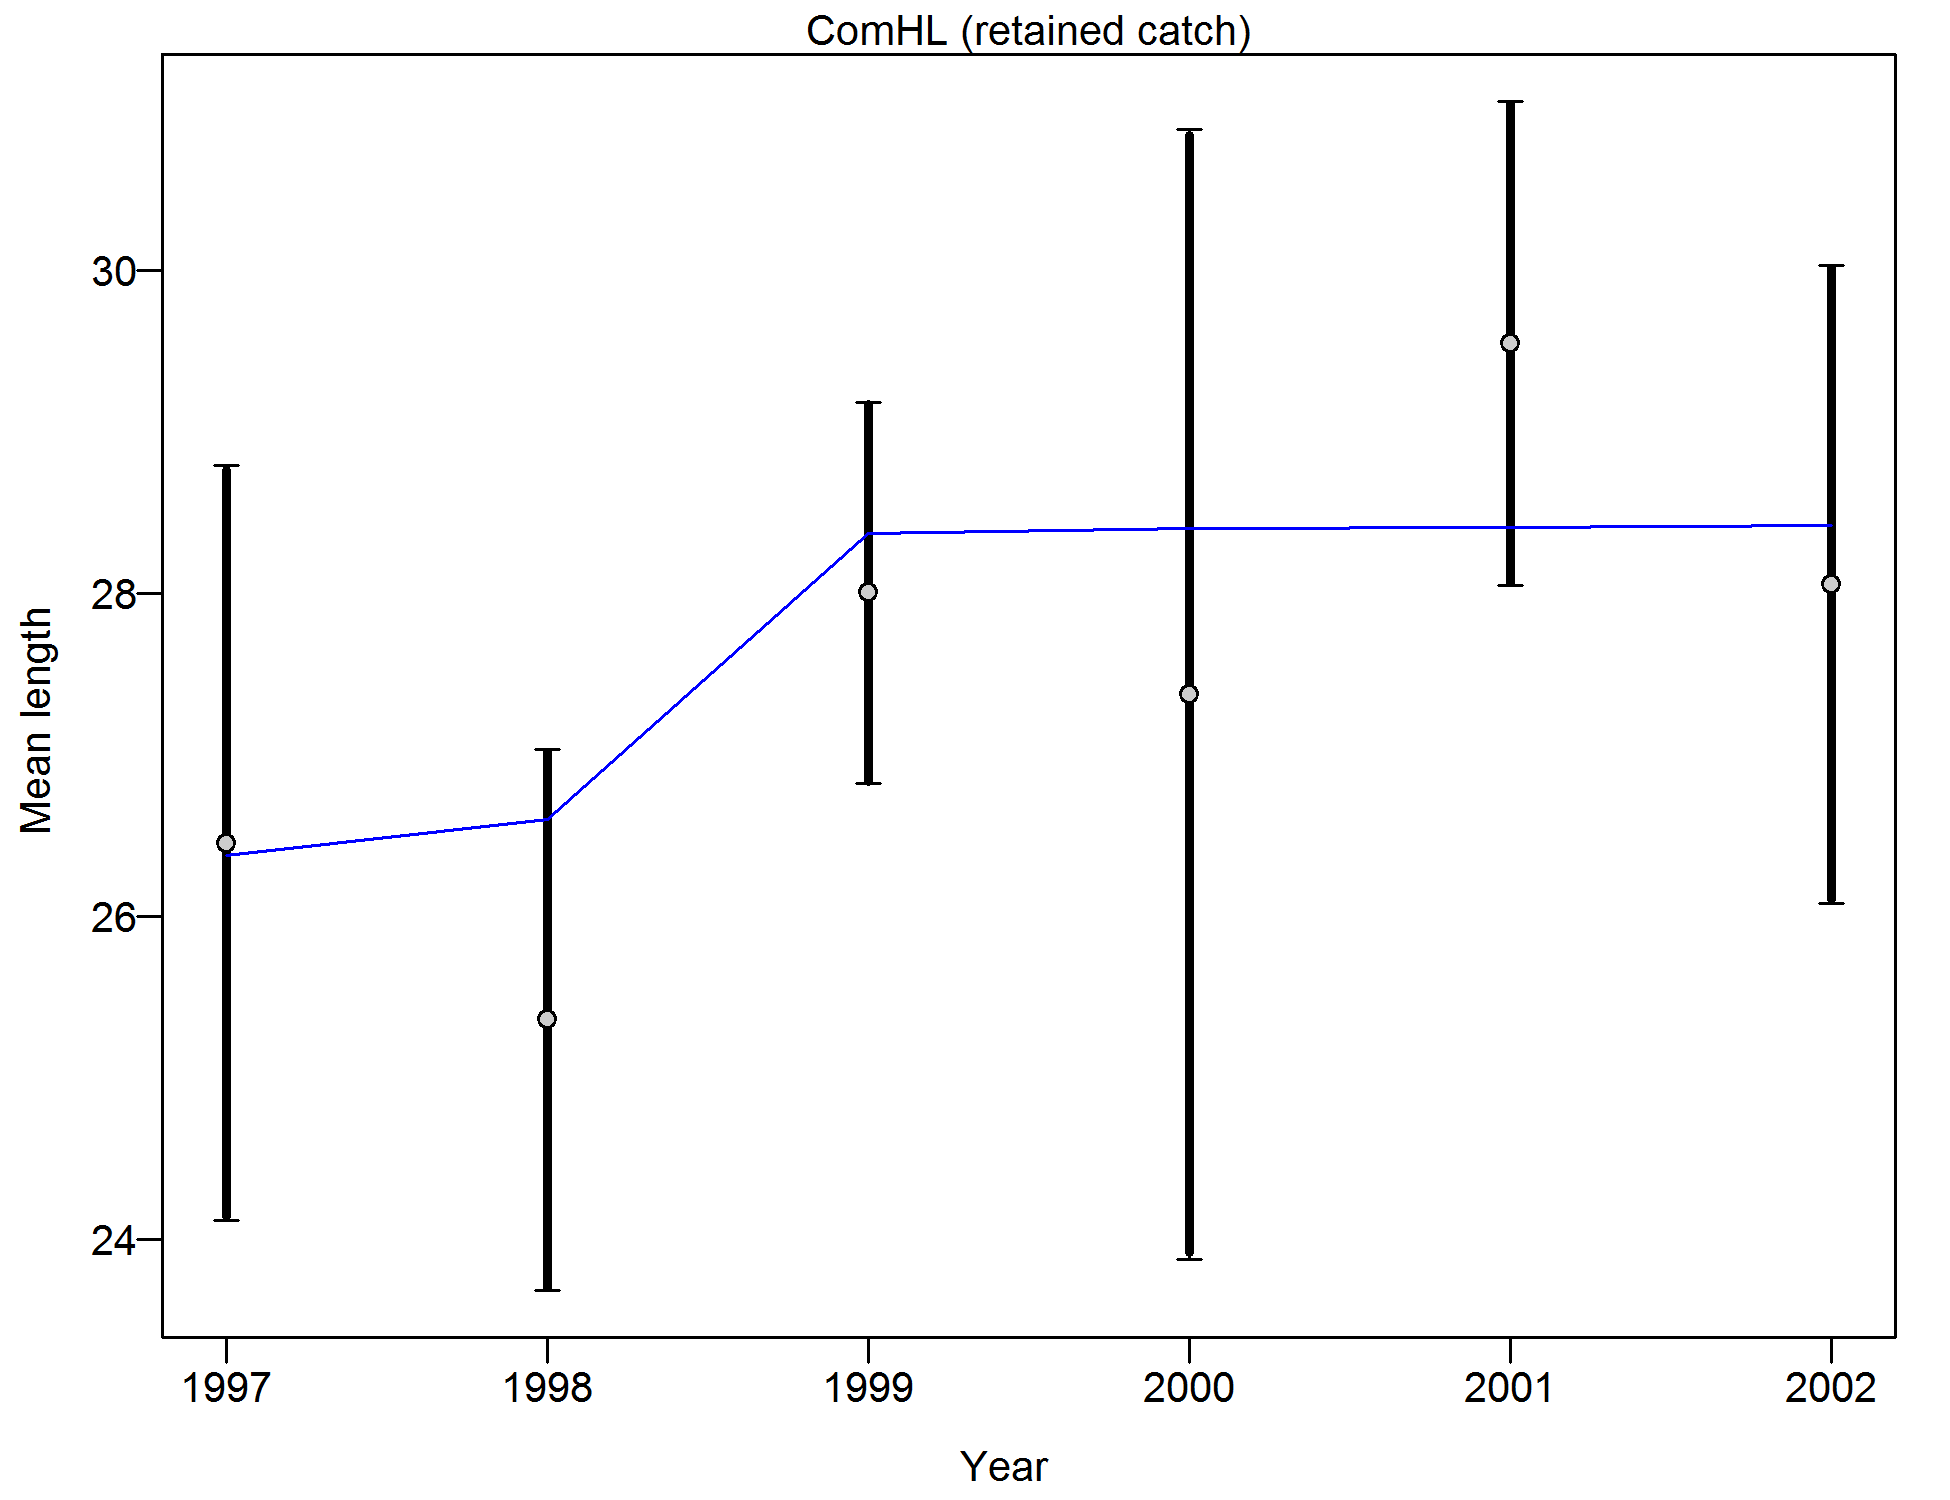 ComHL (retained catch)
Mean length
30
28
26
24
1997 1998 1999 2000 2001 2002
Year